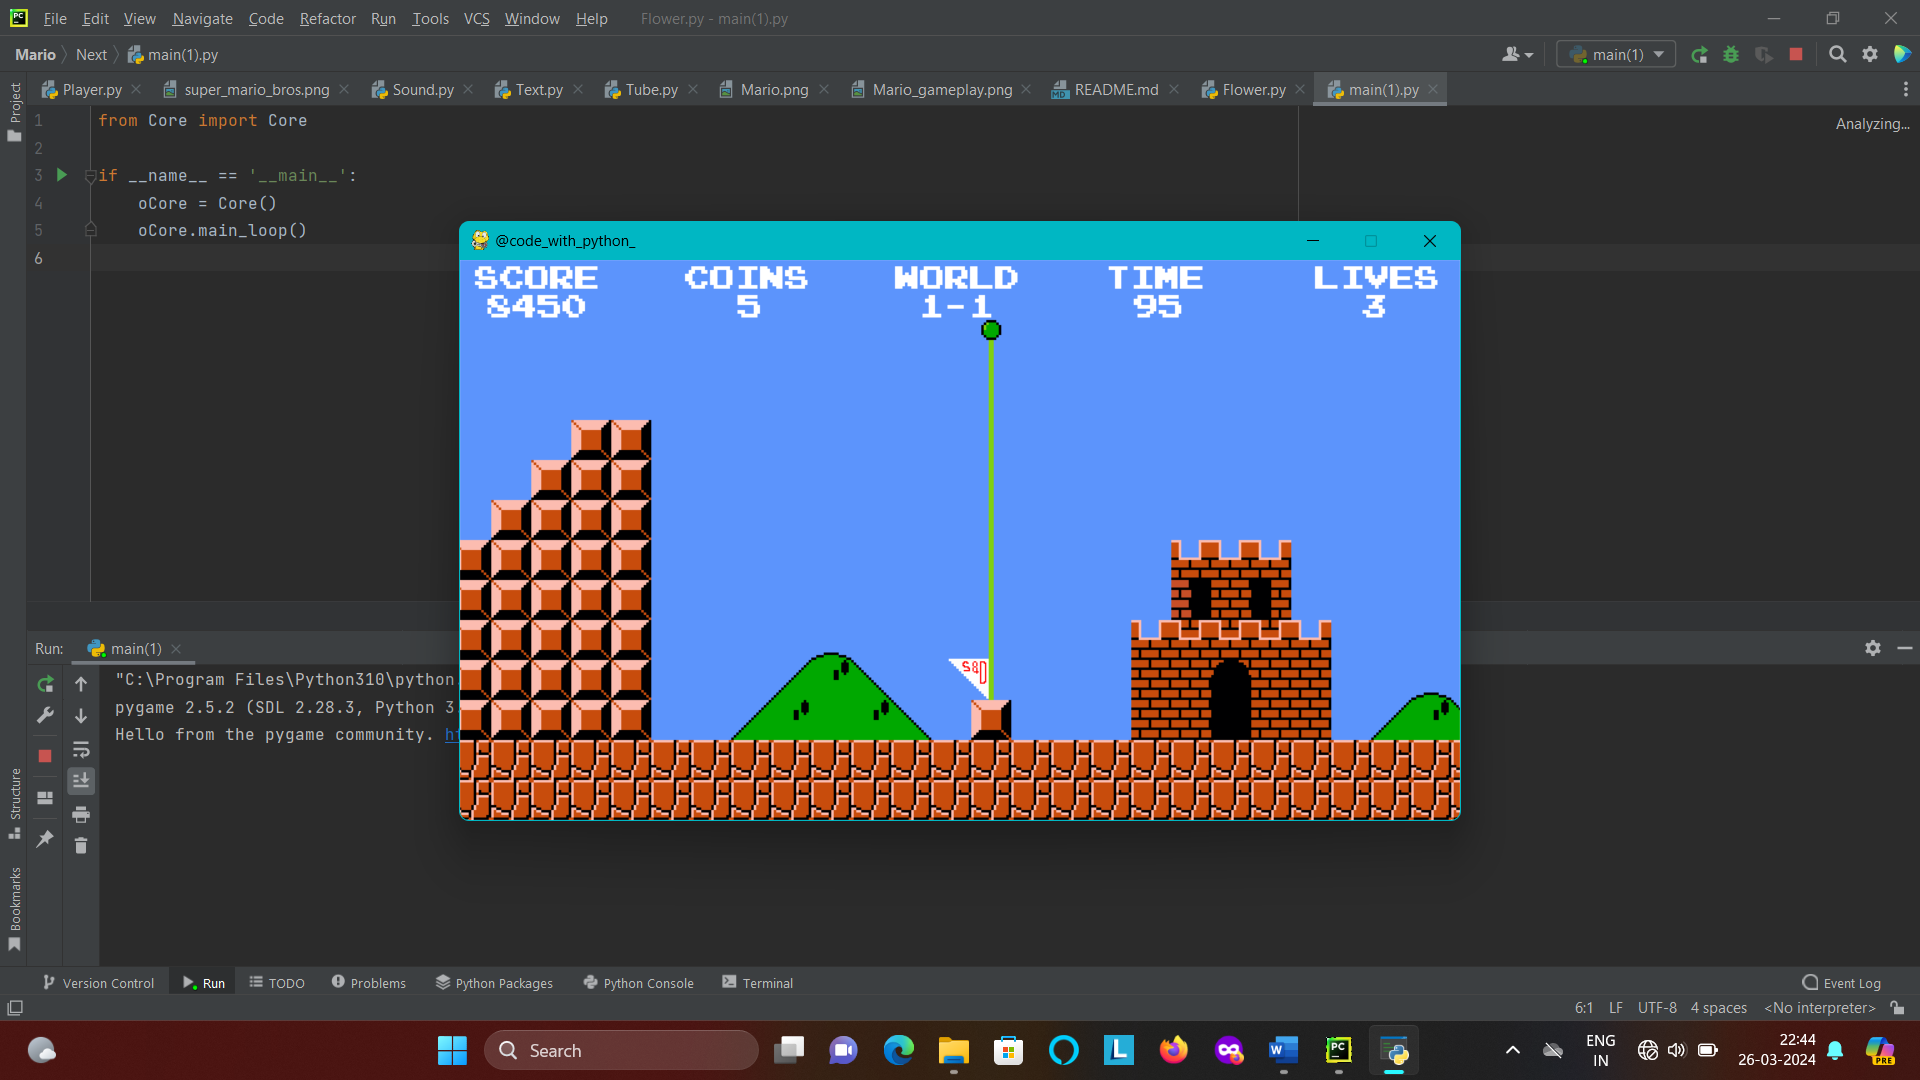 File Edit View Navigate Code Refactor Run Tools VCS Window Help Flower.py - main(1).py
Mario Next main(1).py main(1)
Player.py super_mario_bros.png Sound.py Text.py Tube.py Mario.png Mario_gameplay.png README.md Flower.py main(1).py
Project
1 from Core import Core
Analyzing...
2
3 if __name__ == '__main__':
4 oCore = Core()
5 oCore.main_loop()
6
@code_with_python_
SCORE COINS WORLD TIME LIVES
8450 5 1-1 95 3
Run: main(1)
"C:\Program Files\Python310\python
pygame 2.5.2 (SDL 2.28.3, Python 3
Hello from the pygame community. ht
Structure
Bookmarks
Version Control Run TODO Problems Python Packages Python Console Terminal Event Log
6:1 LF UTF-8 4 spaces <No interpreter>
Search
ENG
IN
22:44
26-03-2024
PRE